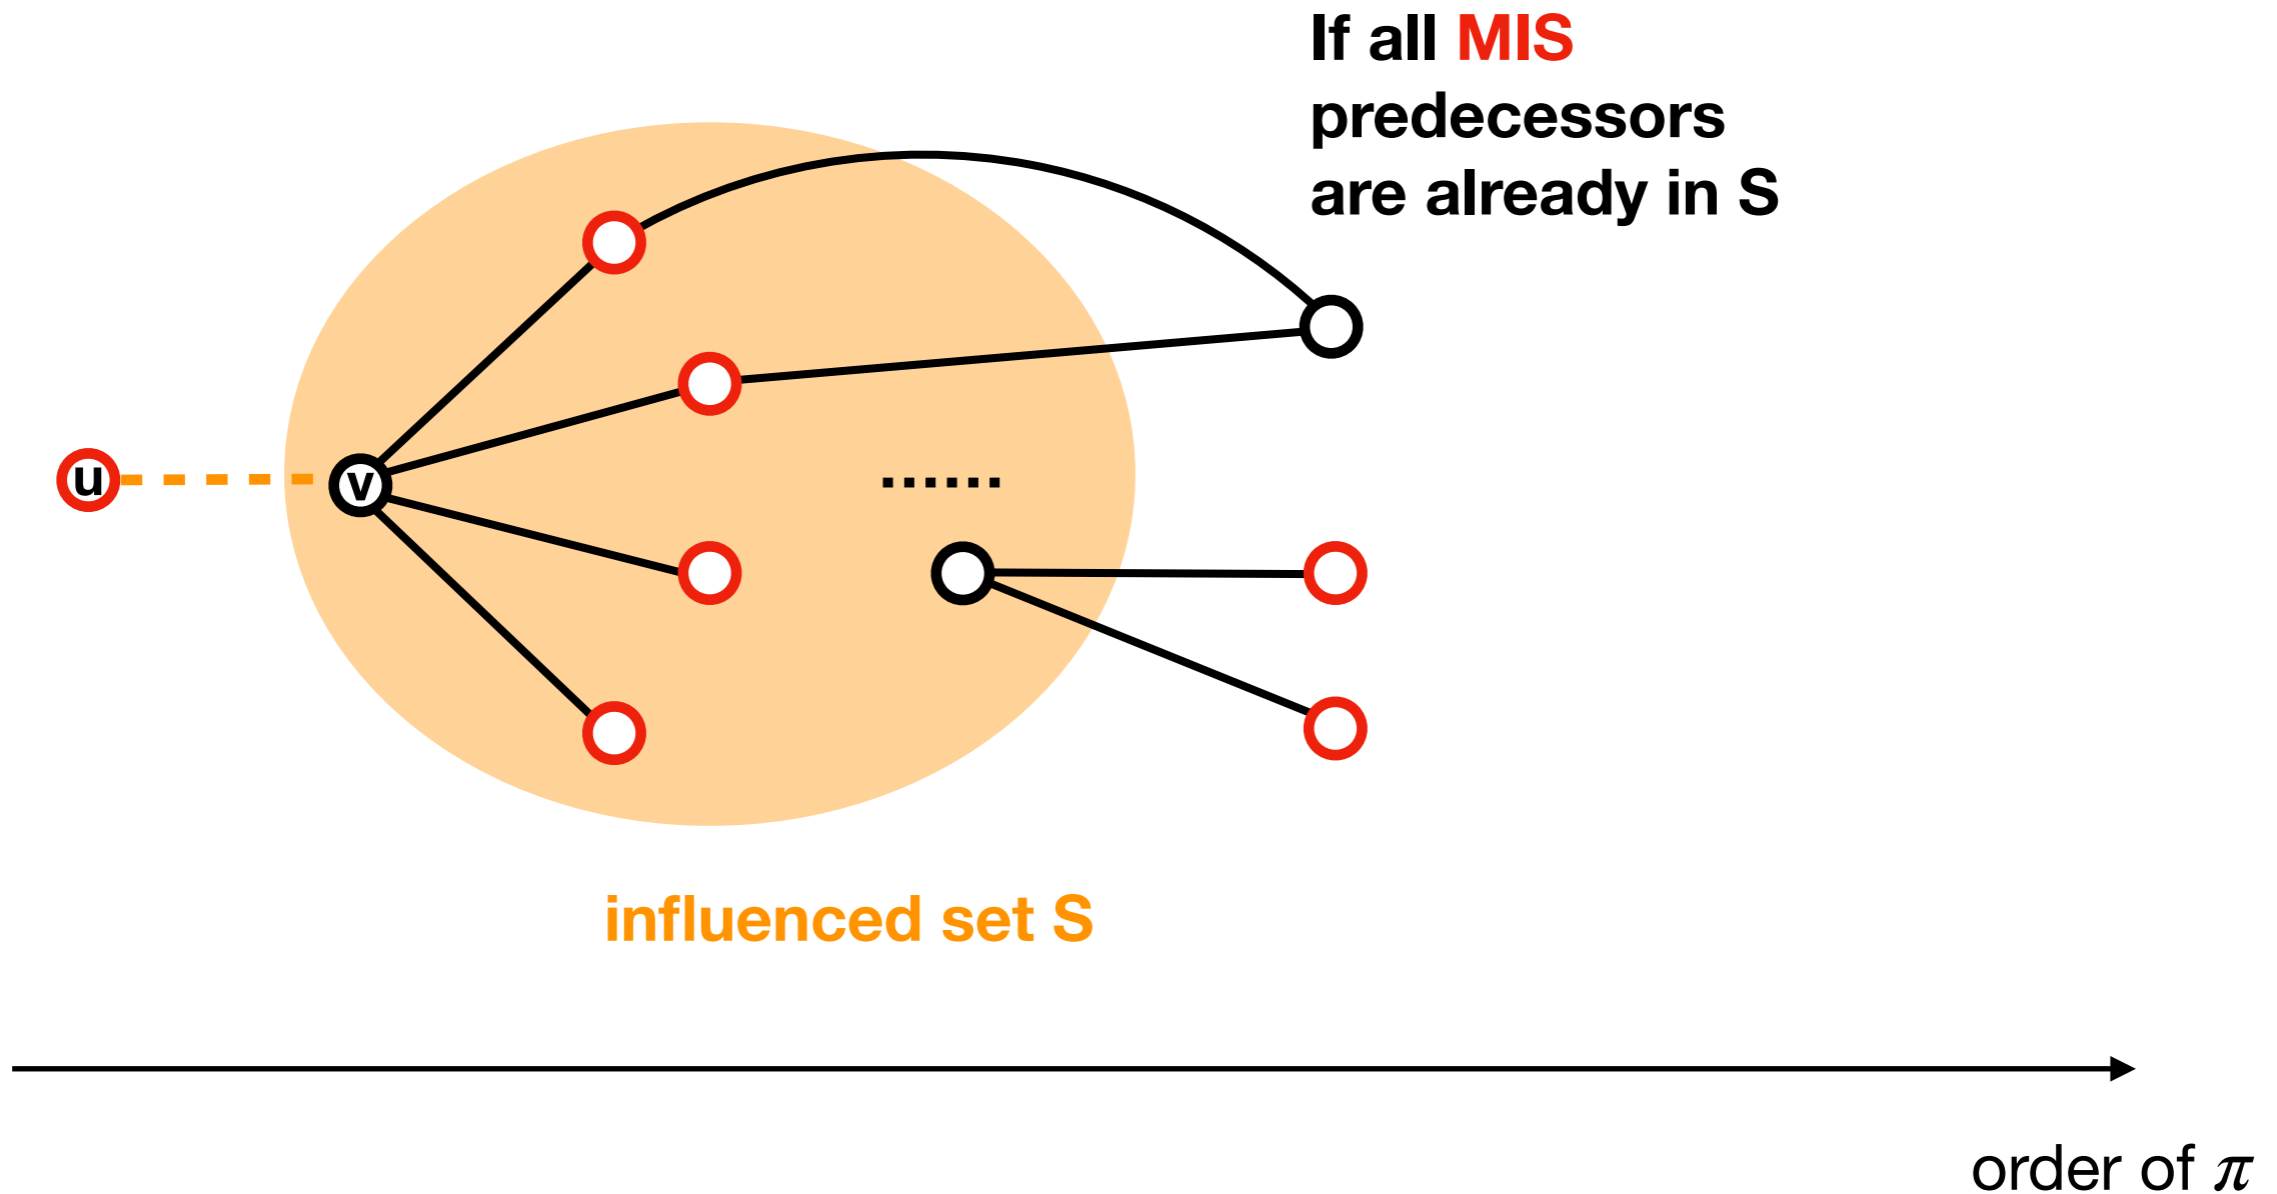 If all MIS
predecessors
are already in S
u
v
......
influenced set S
order of π